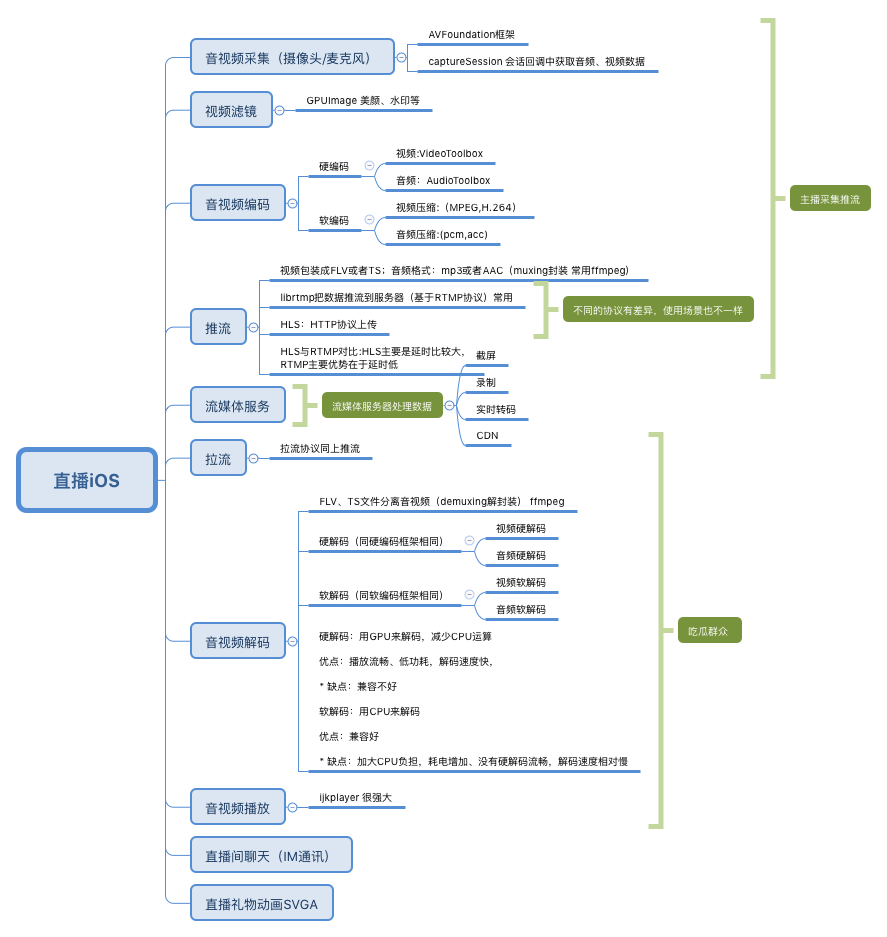 直播iOS
音视频采集（摄像头/麦克风）
AVFoundation框架
captureSession 会话回调中获取音频、视频数据
视频滤镜
GPUImage 美颜、水印等
音视频编码
硬编码
视频:VideoToolbox
音频：AudioToolbox
软编码
视频压缩:（MPEG,H.264）
音频压缩:(pcm,acc)
推流
视频包装成FLV或者TS；音频格式：mp3或者AAC（muxing封装 常用ffmpeg)
librtmp把数据推流到服务器（基于RTMP协议）常用
HLS：HTTP协议上传
不同的协议有差异，使用场景也不一样
HLS与RTMP对比:HLS主要是延时比较大，
RTMP主要优势在于延时低
主播采集推流
流媒体服务
流媒体服务器处理数据
截屏
录制
实时转码
CDN
拉流
拉流协议同上推流
音视频解码
FLV、TS文件分离音视频（demuxing解封装） ffmpeg
硬解码（同硬编码框架相同）
视频硬解码
音频硬解码
软解码（同软编码框架相同）
视频软解码
音频软解码
硬解码：用GPU来解码，减少CPU运算
优点：播放流畅、低功耗，解码速度快，
* 缺点：兼容不好
软解码：用CPU来解码
优点：兼容好
* 缺点：加大CPU负担，耗电增加、没有硬解码流畅，解码速度相对慢
吃瓜群众
音视频播放
ijkplayer 很强大
直播间聊天（IM通讯）
直播礼物动画SVGA